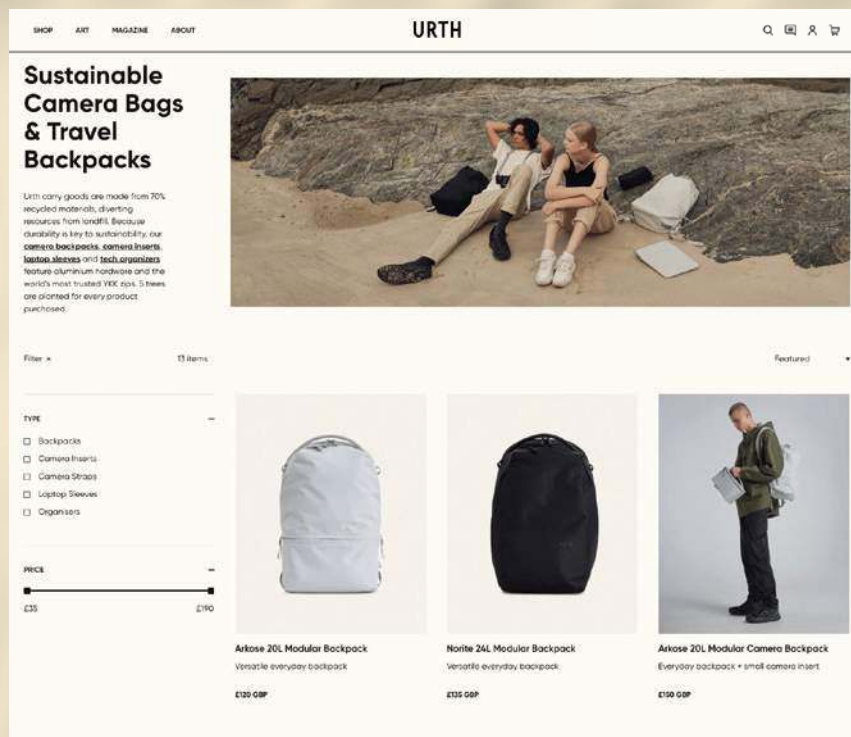 SHOP ART MAGAZINE ABOUT
URTH
Sustainable
Camera Bags
& Travel
Backpacks
Urth carry goods are made from 70%
recycled materials, diverting
resources from landfill. Because
durability is key to sustainability, our
camera backpacks, camera inserts,
laptop sleeves and tech organizers
feature aluminium hardware and the
world's most trusted YKK zips. 5 trees
are planted for every product
purchased.
Filter × 13 items
Featured
TYPE
Backpacks
Camera Inserts
Camera Straps
Laptop Sleeves
Organisers
PRICE
£35 £190
Arkose 20L Modular Backpack
Versatile everyday backpack
£120 GBP
Norite 24L Modular Backpack
Versatile everyday backpack
£135 GBP
Arkose 20L Modular Camera Backpack
Everyday backpack + small camera insert
£150 GBP